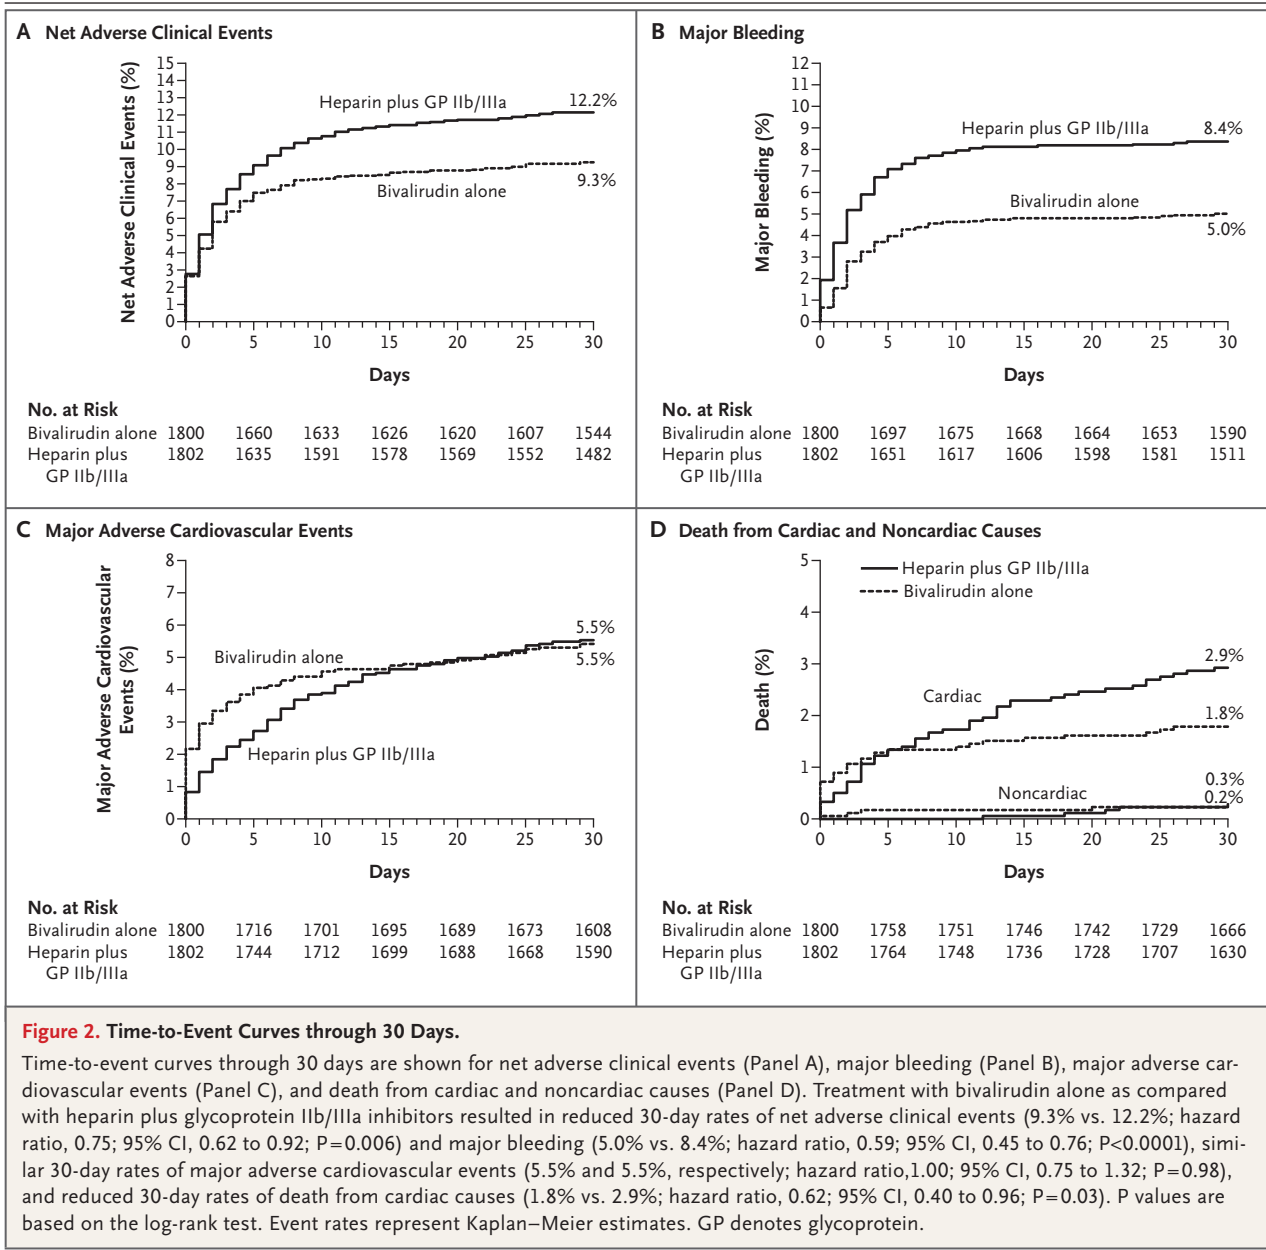 A Net Adverse Clinical Events
Net Adverse Clinical Events (%)
15
14
13
12
11
10
9
8
7
6
5
4
3
2
1
0
Heparin plus GP IIb/IIIa
12.2%
Bivalirudin alone
9.3%
0 5 10 15 20 25 30
Days
No. at Risk
Bivalirudin alone 1800 1660 1633 1626 1620 1607 1544
Heparin plus 1802 1635 1591 1578 1569 1552 1482
GP IIb/IIIa
B Major Bleeding
Major Bleeding (%)
12
11
10
9
8
7
6
5
4
3
2
1
0
Heparin plus GP IIb/IIIa
8.4%
Bivalirudin alone
5.0%
0 5 10 15 20 25 30
Days
No. at Risk
Bivalirudin alone 1800 1697 1675 1668 1664 1653 1590
Heparin plus 1802 1651 1617 1606 1598 1581 1511
GP IIb/IIIa
C Major Adverse Cardiovascular Events
Major Adverse Cardiovascular
Events (%)
8
7
6
5
4
3
2
1
0
5.5%
Bivalirudin alone
5.5%
Heparin plus GP IIb/IIIa
0 5 10 15 20 25 30
Days
No. at Risk
Bivalirudin alone 1800 1716 1701 1695 1689 1673 1608
Heparin plus 1802 1744 1712 1699 1688 1668 1590
GP IIb/IIIa
D Death from Cardiac and Noncardiac Causes
Death (%)
5
4
3
2
1
0
Heparin plus GP IIb/IIIa
Bivalirudin alone
2.9%
Cardiac
1.8%
0.3%
Noncardiac
0.2%
0 5 10 15 20 25 30
Days
No. at Risk
Bivalirudin alone 1800 1758 1751 1746 1742 1729 1666
Heparin plus 1802 1764 1748 1736 1728 1707 1630
GP IIb/IIIa
Figure 2. Time-to-Event Curves through 30 Days.
Time-to-event curves through 30 days are shown for net adverse clinical events (Panel A), major bleeding (Panel B), major adverse car-
diovascular events (Panel C), and death from cardiac and noncardiac causes (Panel D). Treatment with bivalirudin alone as compared
with heparin plus glycoprotein IIb/IIIa inhibitors resulted in reduced 30-day rates of net adverse clinical events (9.3% vs. 12.2%; hazard
ratio, 0.75; 95% CI, 0.62 to 0.92; P=0.006) and major bleeding (5.0% vs. 8.4%; hazard ratio, 0.59; 95% CI, 0.45 to 0.76; P<0.0001), simi-
lar 30-day rates of major adverse cardiovascular events (5.5% and 5.5%, respectively; hazard ratio,1.00; 95% CI, 0.75 to 1.32; P=0.98),
and reduced 30-day rates of death from cardiac causes (1.8% vs. 2.9%; hazard ratio, 0.62; 95% CI, 0.40 to 0.96; P=0.03). P values are
based on the log-rank test. Event rates represent Kaplan–Meier estimates. GP denotes glycoprotein.